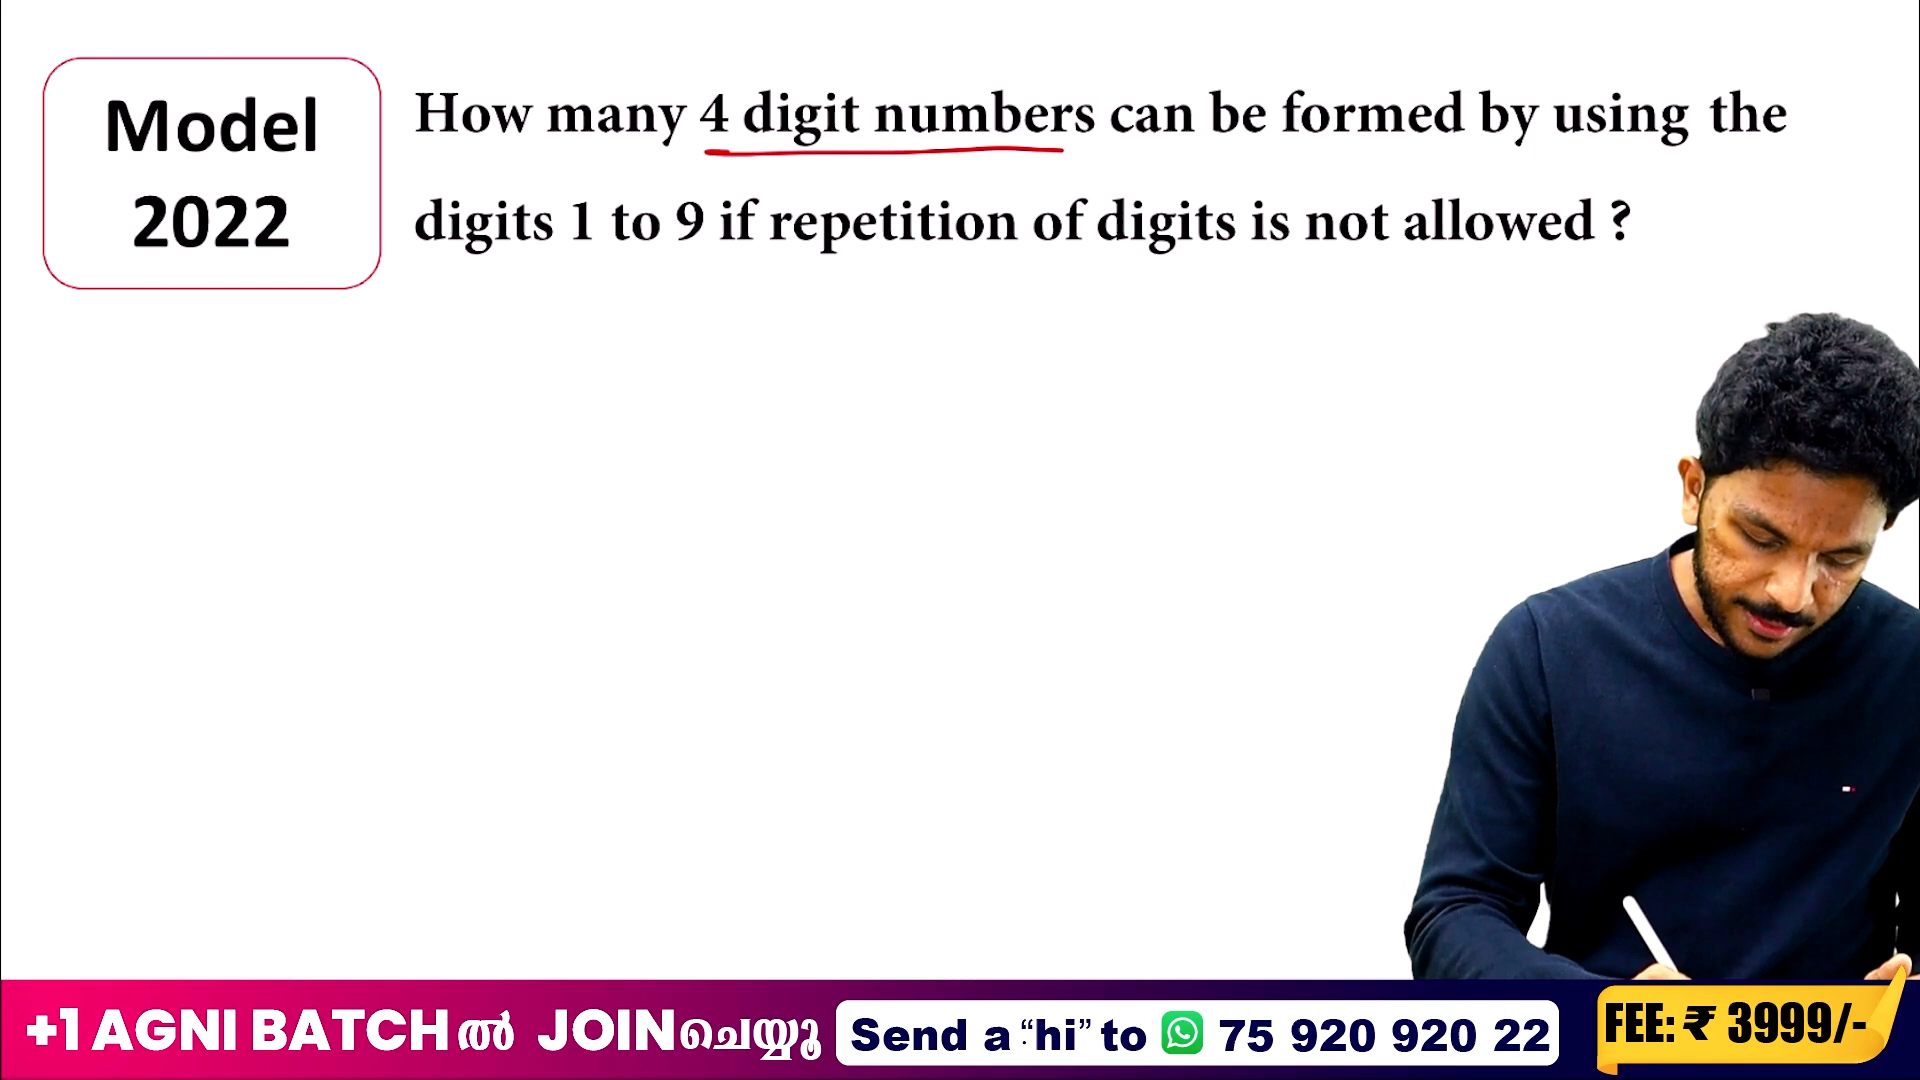 Model
2022
How many 4 digit numbers can be formed by using the
digits 1 to 9 if repetition of digits is not allowed ?
+1 AGNI BATCH ൽ JOIN ചെയ്യൂ
Send a “hi” to 75 920 920 22
FEE: ₹ 3999/-